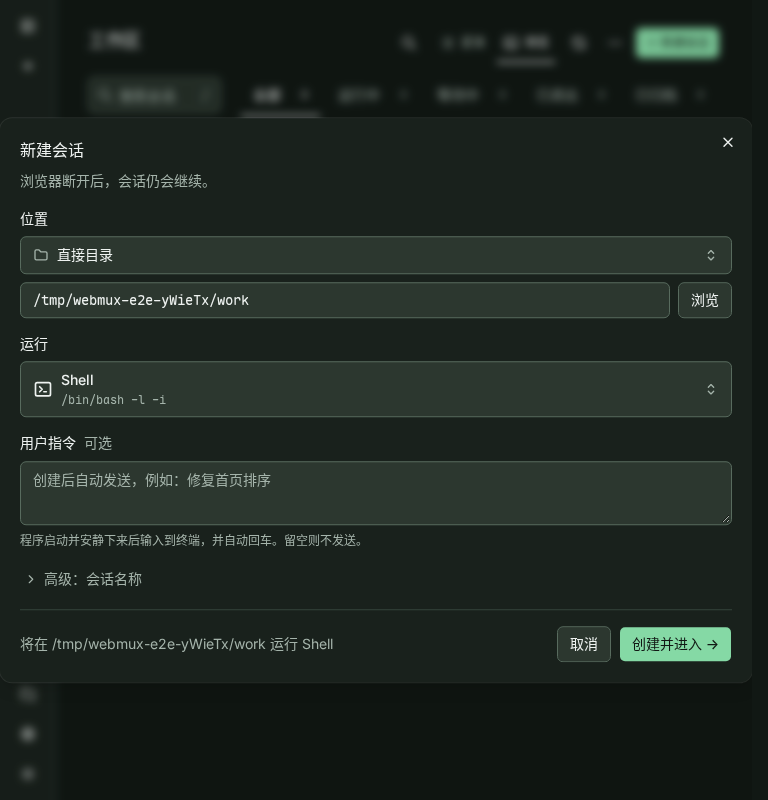 新建会话
浏览器断开后，会话仍会继续。
位置
直接目录
/tmp/webmux-e2e-yWieTx/work
浏览
运行
Shell
/bin/bash -l -i
用户指令 可选
创建后自动发送，例如：修复首页排序
程序启动并安静下来后输入到终端，并自动回车。留空则不发送。
高级：会话名称
将在 /tmp/webmux-e2e-yWieTx/work 运行 Shell
取消
创建并进入 →